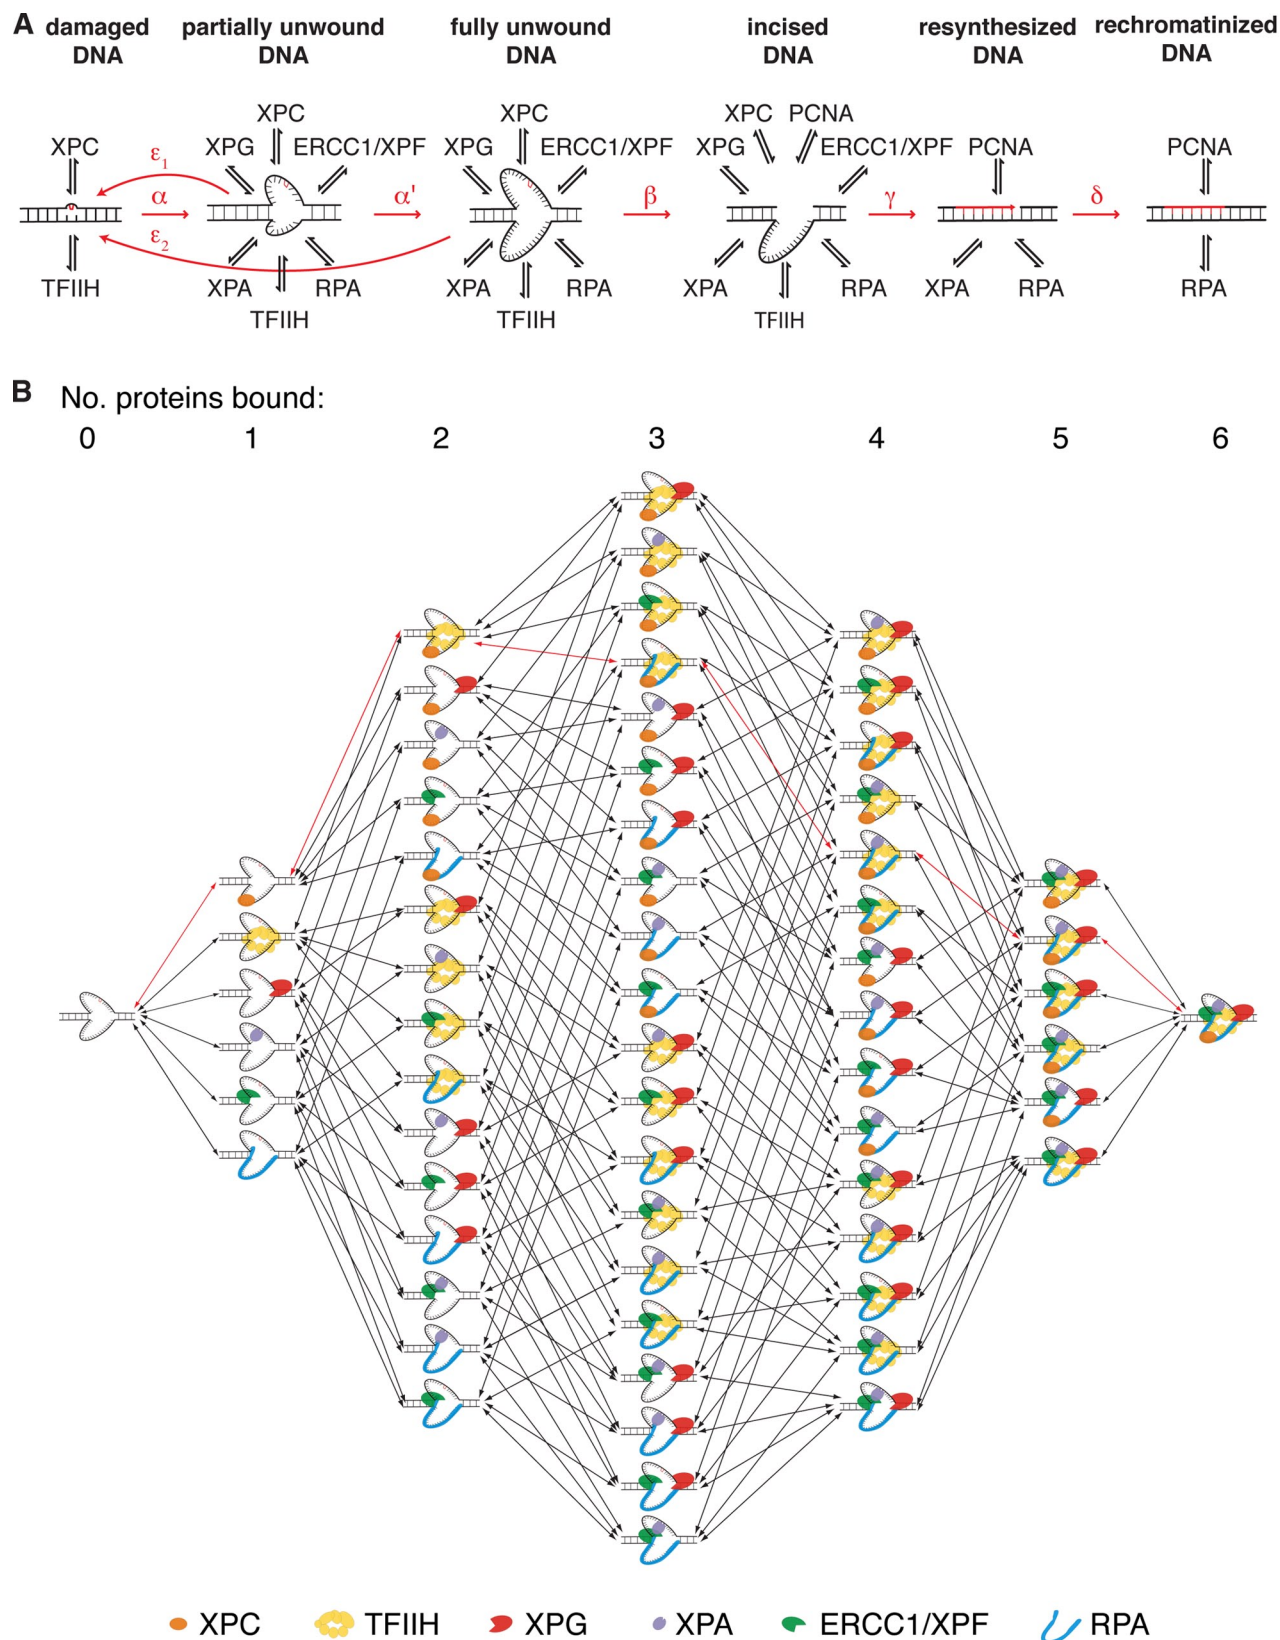 A damaged DNA partially unwound DNA fully unwound DNA incised DNA resynthesized DNA rechromatinized DNA
XPC PCNA
XPC XPC
XPC XPG ERCC1/XPF XPG ERCC1/XPF XPG ERCC1/XPF PCNA PCNA
ε1 α α' β γ δ
ε2
TFIIH XPA RPA XPA RPA XPA RPA XPA RPA RPA
TFIIH TFIIH TFIIH
B No. proteins bound:
0 1 2 3 4 5 6
XPC TFIIH XPG XPA ERCC1/XPF RPA